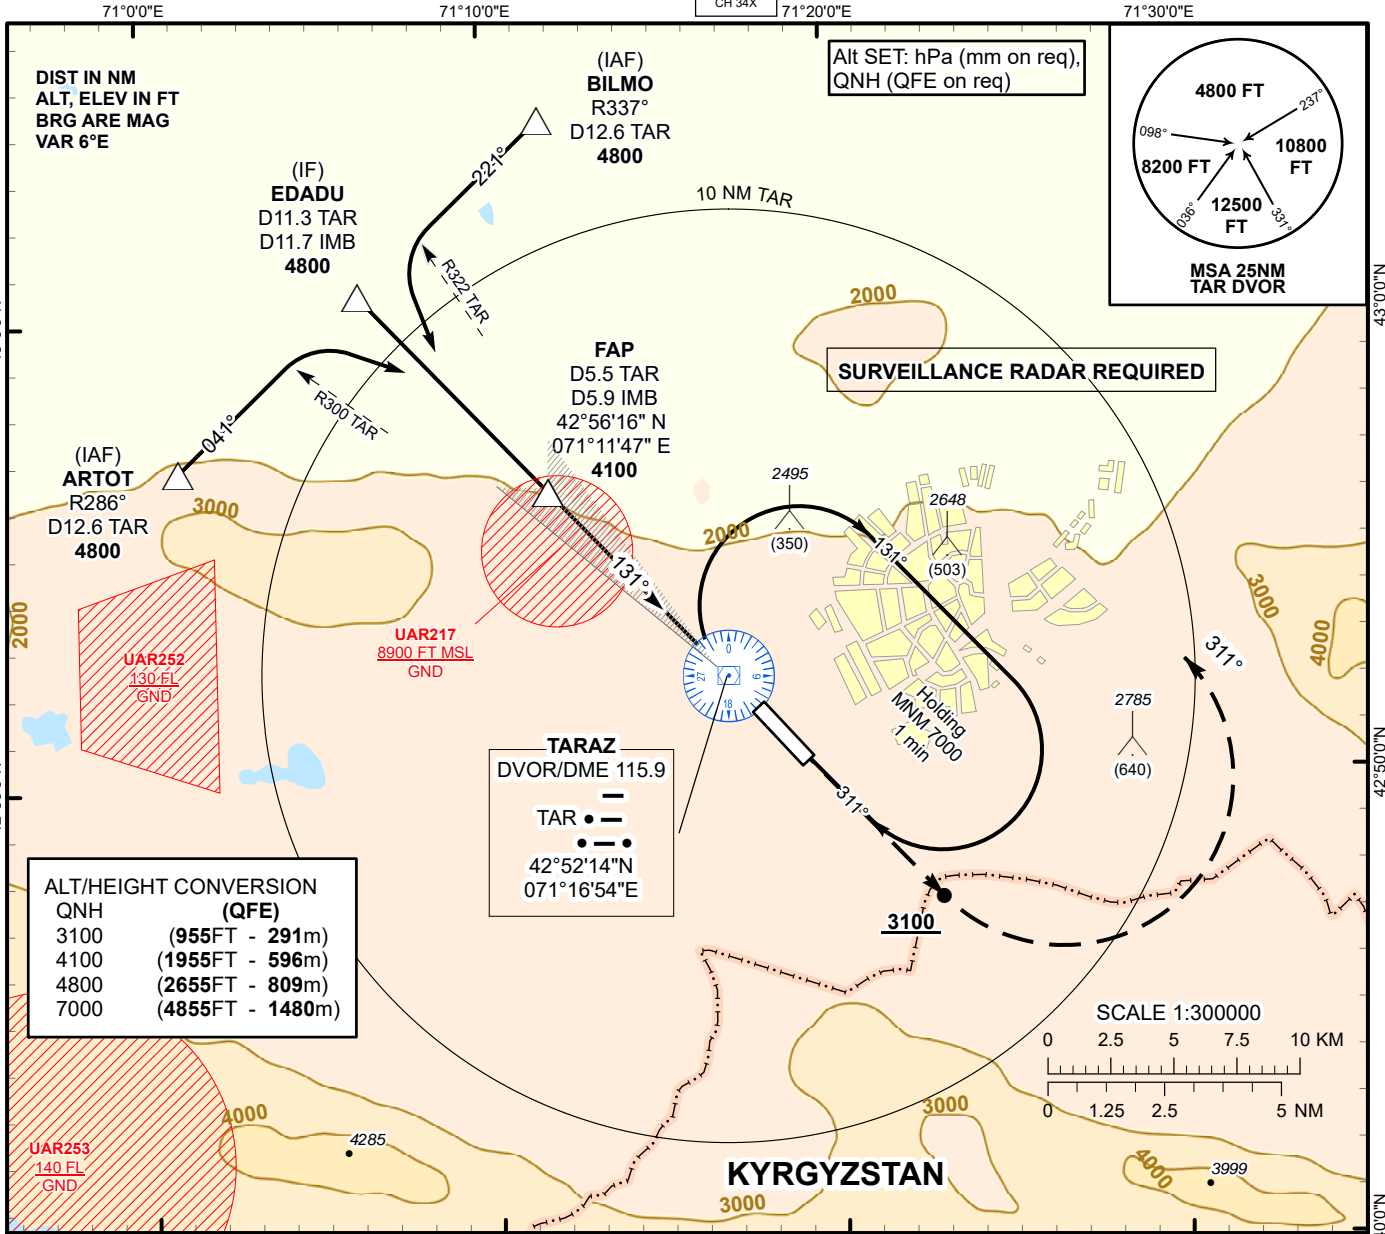 CH 34X
71°0'0"E
71°10'0"E
71°20'0"E
71°30'0"E
DIST IN NM
ALT, ELEV IN FT
BRG ARE MAG
VAR 6°E
(IAF)
BILMO
R337°
D12.6 TAR
4800
Alt SET: hPa (mm on req),
QNH (QFE on req)
4800 FT
237°
098°
10800
FT
8200 FT
12500
FT
036°
331°
MSA 25NM
TAR DVOR
221°
(IF)
EDADU
D11.3 TAR
D11.7 IMB
4800
10 NM TAR
R322 TAR
43°0'0"N
2000
FAP
D5.5 TAR
D5.9 IMB
42°56'16" N
071°11'47" E
4100
SURVEILLANCE RADAR REQUIRED
R300 TAR
041°
(IAF)
ARTOT
R286°
D12.6 TAR
4800
3000
2495
(350)
2648
(503)
2000
131°
131°
3000
4000
2000
UAR217
8900 FT MSL
GND
UAR252
130 FL
GND
0
9
18
27
311°
Holding
MNM 7000
1 min
2785
(640)
TARAZ
DVOR/DME 115.9
TAR
42°52'14"N
071°16'54"E
311°
42°50'0"N
3100
ALT/HEIGHT CONVERSION
QNH (QFE)
3100 (955FT - 291m)
4100 (1955FT - 596m)
4800 (2655FT - 809m)
7000 (4855FT - 1480m)
SCALE 1:300000
0 2.5 5 7.5 10 KM
0 1.25 2.5 5 NM
4000
4285
3000
UAR253
140 FL
GND
KYRGYZSTAN
3000
4000
3999